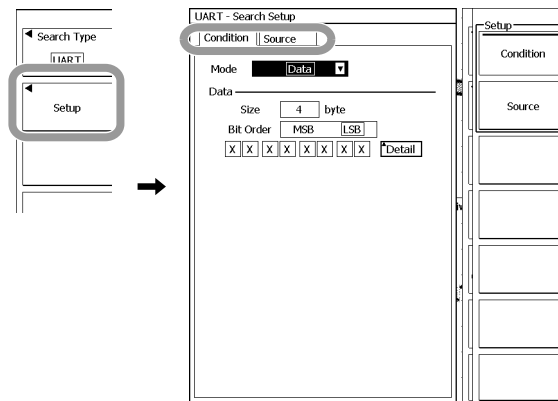 Search Type
UART
Setup
UART - Search Setup
Condition Source
Mode Data
Data
Size 4 byte
Bit Order MSB LSB
X X X X X X X X Detail
Setup
Condition
Source